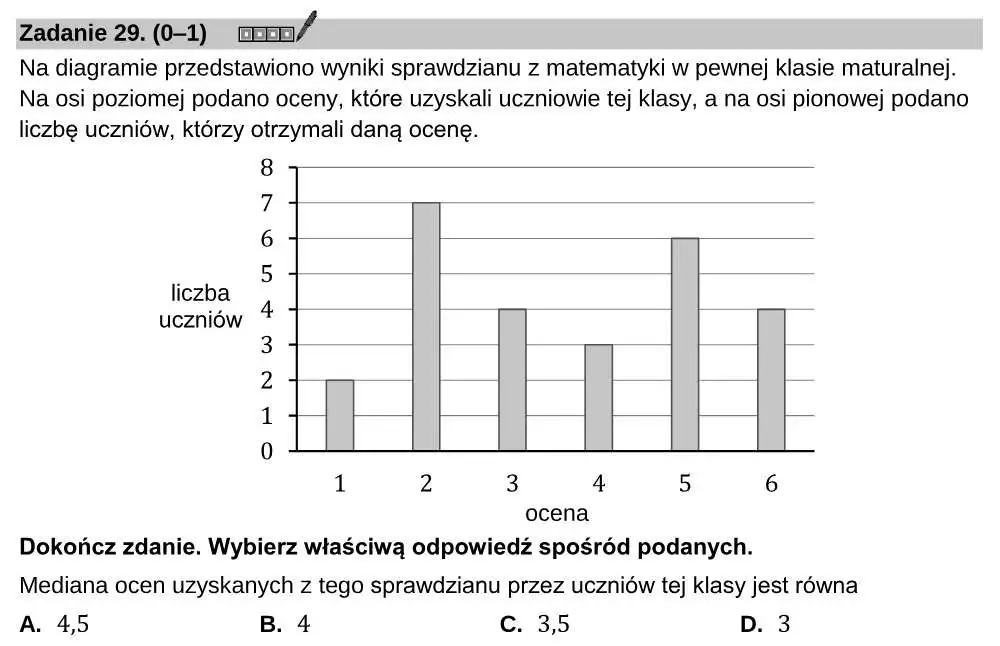 Zadanie 29. (0–1)
Na diagramie przedstawiono wyniki sprawdzianu z matematyki w pewnej klasie maturalnej.
Na osi poziomej podano oceny, które uzyskali uczniowie tej klasy, a na osi pionowej podano
liczbę uczniów, którzy otrzymali daną ocenę.
8
7
6
5
4
3
2
1
0
liczba
uczniów
1 2 3 4 5 6
ocena
Dokończ zdanie. Wybierz właściwą odpowiedź spośród podanych.
Mediana ocen uzyskanych z tego sprawdzianu przez uczniów tej klasy jest równa
A. 4,5 B. 4 C. 3,5 D. 3